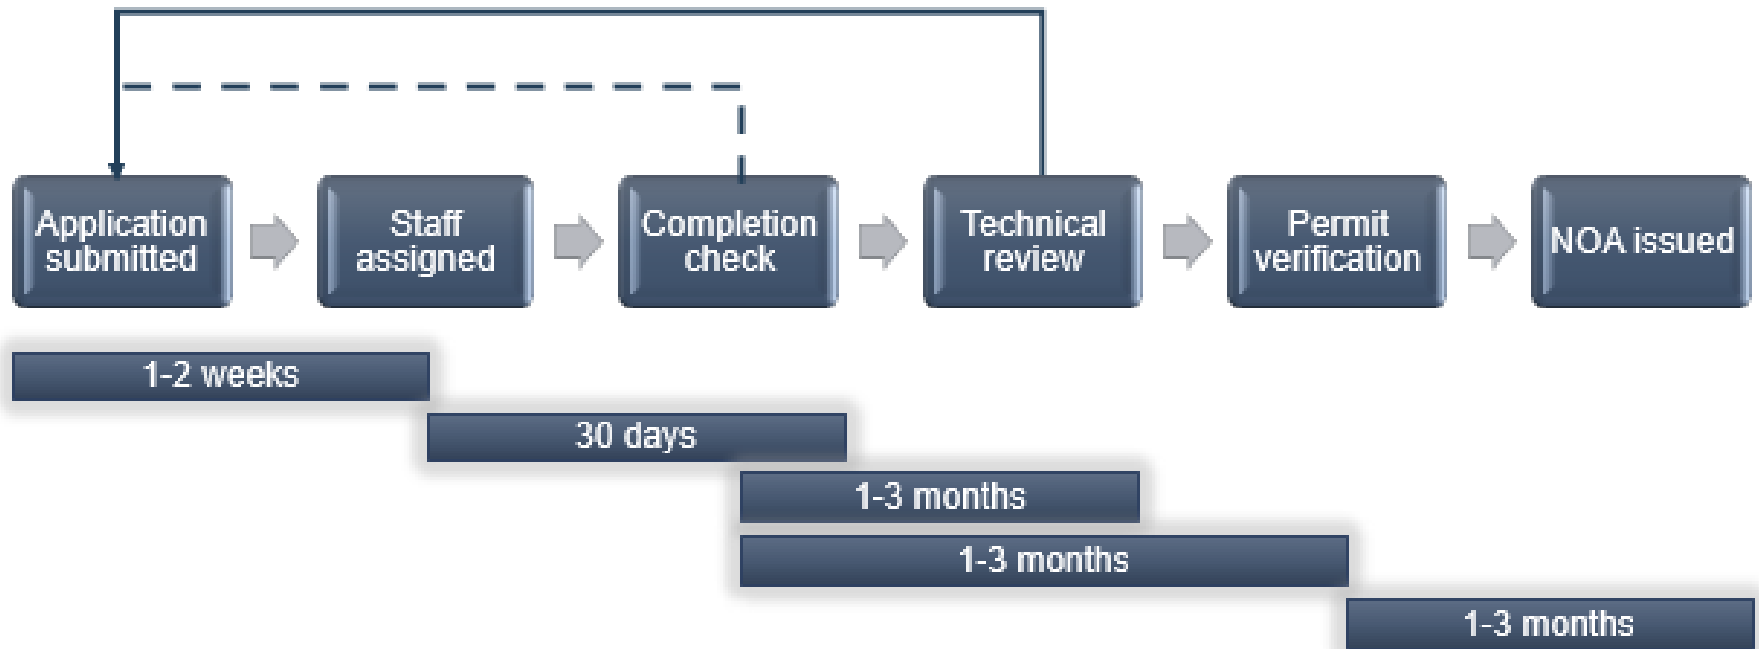 Application
submitted
Staff
assigned
Completion
check
Technical
review
Permit
verification
NOA issued
1-2 weeks
30 days
1-3 months
1-3 months
1-3 months